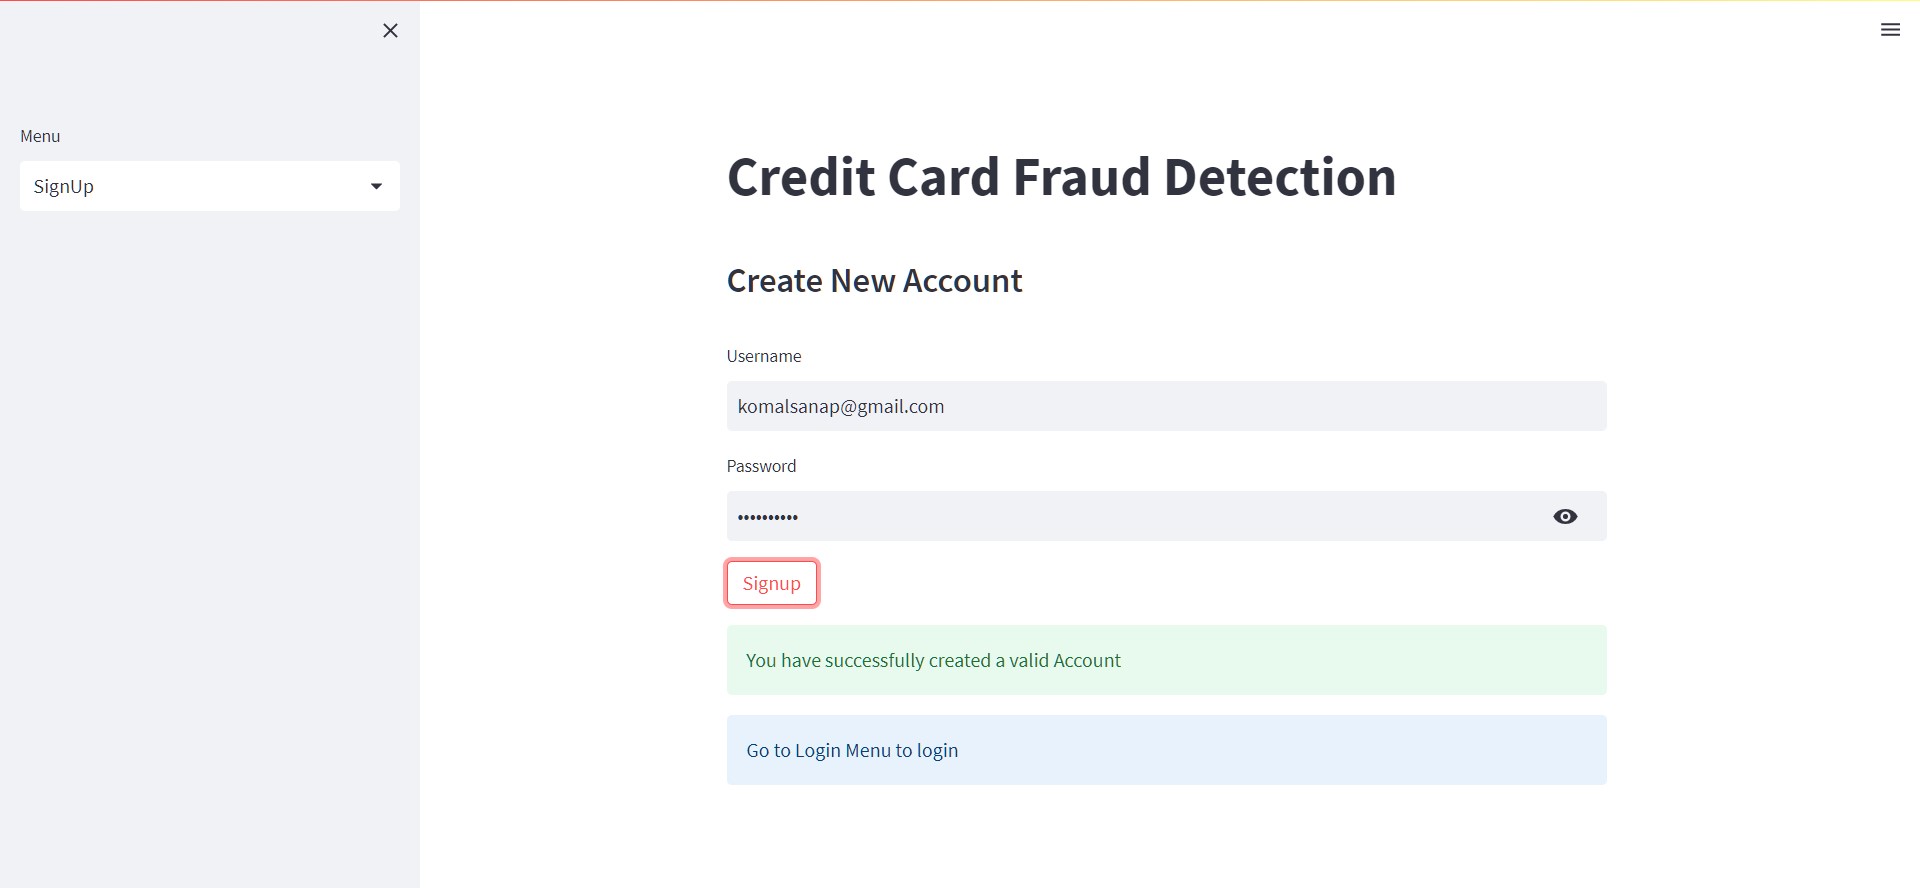 Menu
SignUp
Credit Card Fraud Detection
Create New Account
Username
komalsanap@gmail.com
Password
••••••••••
Signup
You have successfully created a valid Account
Go to Login Menu to login